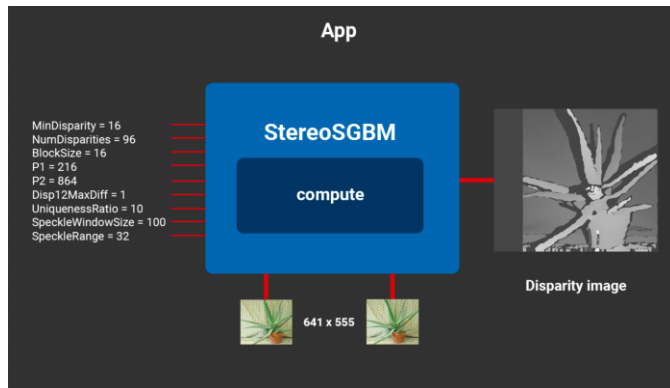 App
StereoSGBM
compute
MinDisparity = 16
NumDisparities = 96
BlockSize = 16
P1 = 216
P2 = 864
Disp12MaxDiff = 1
UniquenessRatio = 10
SpeckleWindowSize = 100
SpeckleRange = 32
Disparity image
641 x 555